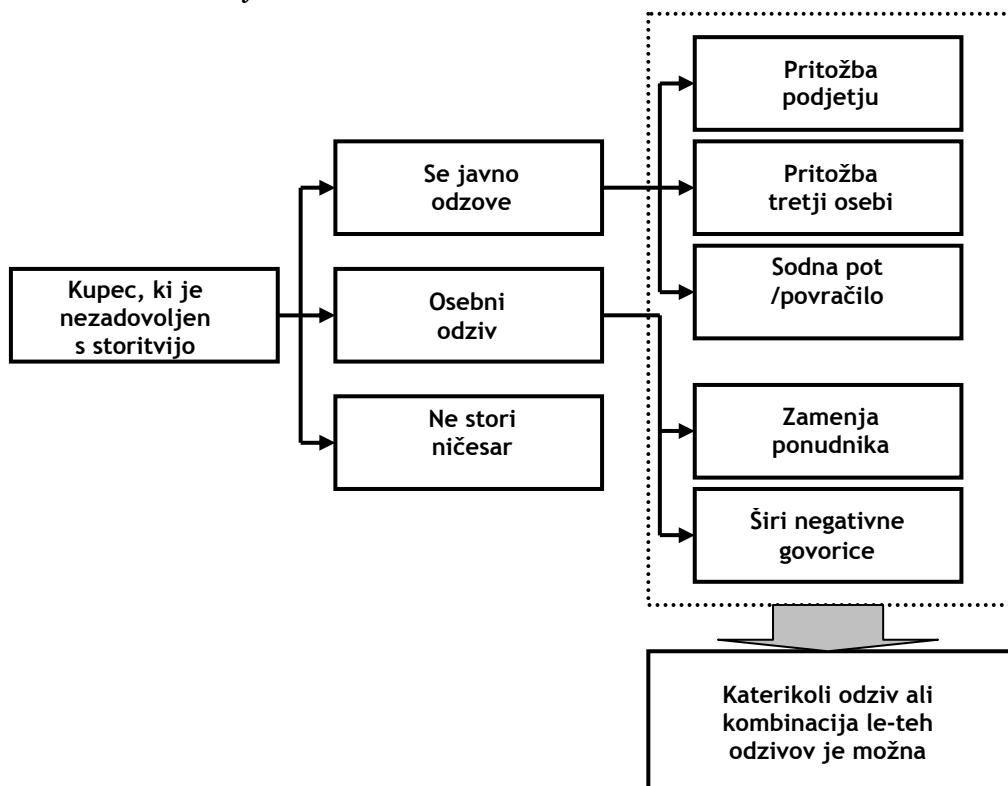 Pritožba
podjetju
Se javno
odzove
Pritožba
tretji osebi
Kupec, ki je
nezadovoljen
s storitvijo
Osebni
odziv
Sodna pot
/povračilo
Ne stori
ničesar
Zamenja
ponudnika
Širi negativne
govorice
Katerikoli odziv ali
kombinacija le-teh
odzivov je možna